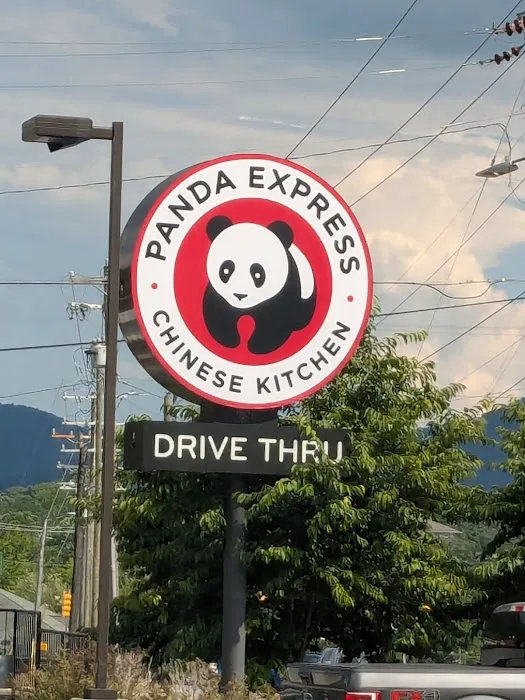 PANDA EXPRESS
CHINESE KITCHEN
DRIVE THRU